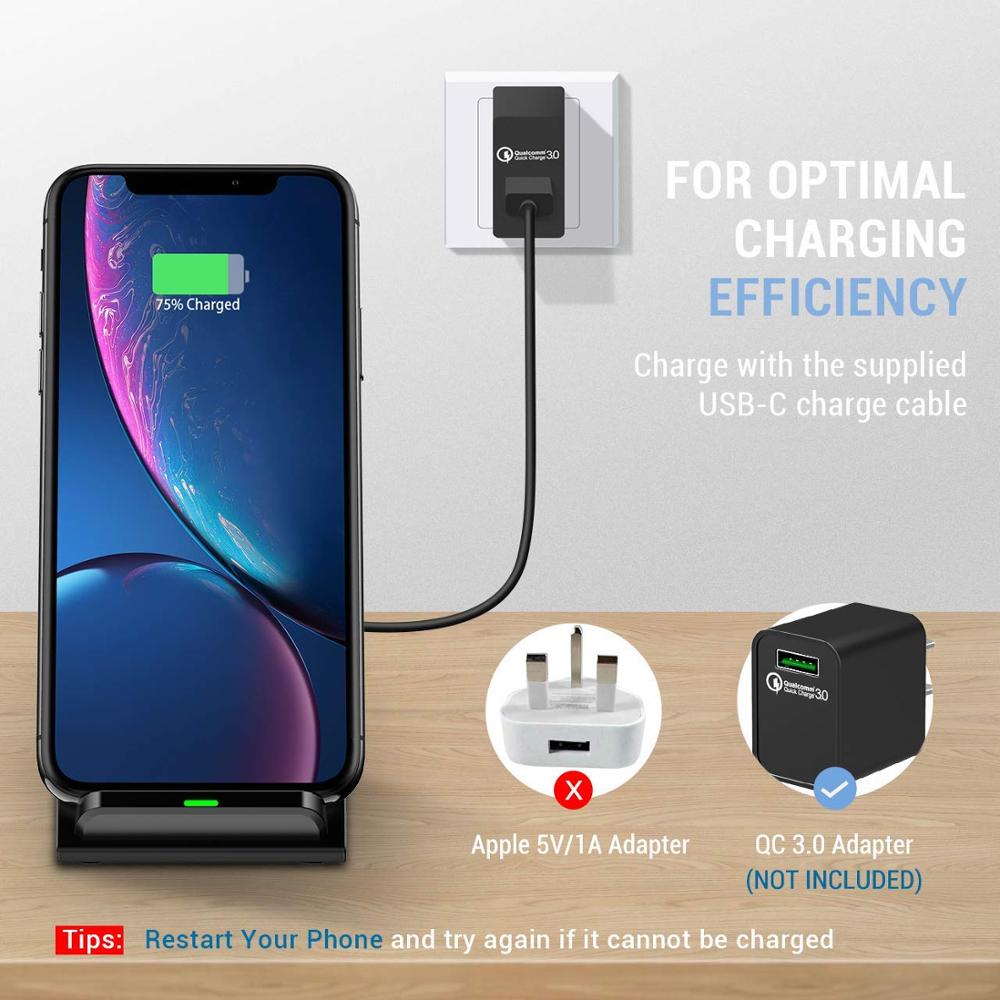 Qualcomm
Quick Charge 3.0
FOR OPTIMAL
CHARGING
EFFICIENCY
75% Charged
Charge with the supplied
USB-C charge cable
Qualcomm
Quick Charge 3.0
X
Apple 5V/1A Adapter
QC 3.0 Adapter
(NOT INCLUDED)
Tips: Restart Your Phone and try again if it cannot be charged